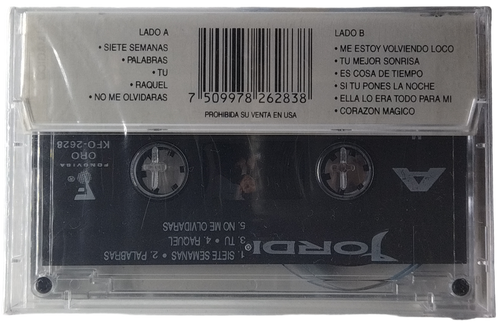 LADO A
• SIETE SEMANAS
• PALABRAS
• TU
• RAQUEL
• NO ME OLVIDARAS
7 509978 262838
PROHIBIDA SU VENTA EN USA
LADO B
• ME ESTOY VOLVIENDO LOCO
• TU MEJOR SONRISA
• ES COSA DE TIEMPO
• SI TU PONES LA NOCHE
• ELLA LO ERA TODO PARA MI
• CORAZON MAGICO
A
JORDI
1. SIETE SEMANAS • 2. PALABRAS
3. TU • 4. RAQUEL
5. NO ME OLVIDARAS
FONOVISA
ORO
KFO-2628